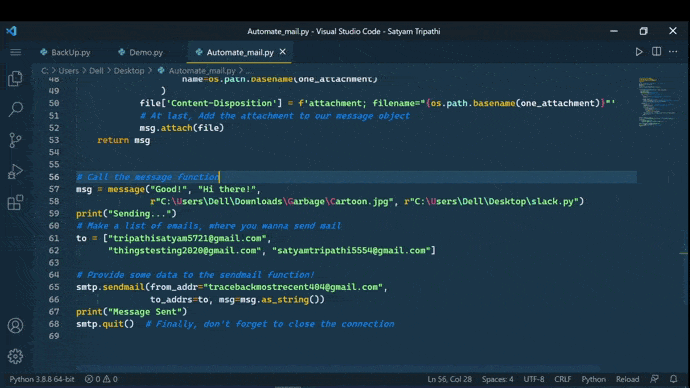 Automate_mail.py - Visual Studio Code - Satyam Tripathi
BackUp.py
Demo.py
Automate_mail.py
C: > Users > Dell > Desktop > Automate_mail.py > ...
48 name=os.path.basename(one_attachment)
49 )
50 file['Content-Disposition'] = f'attachment; filename="{os.path.basename(one_attachment)}"'
51 # At last, Add the attachment to our message object
52 msg.attach(file)
53 return msg
54
55
56 # Call the message function
57 msg = message("Good!", "Hi there!",
58 r"C:\Users\Dell\Downloads\Garbage\Cartoon.jpg", r"C:\Users\Dell\Desktop\slack.py")
59 print("Sending...")
60 # Make a list of emails, where you wanna send mail
61 to = ["tripathisatyam5721@gmail.com",
62 "thingstesting2020@gmail.com", "satyamtripathi5554@gmail.com"]
63
64 # Provide some data to the sendmail function!
65 smtp.sendmail(from_addr="tracebackmostrecent404@gmail.com",
66 to_addrs=to, msg=msg.as_string())
67 print("Message Sent")
68 smtp.quit() # Finally, don't forget to close the connection
69
Python 3.8.8 64-bit 0 0 Ln 56, Col 28 Spaces: 4 UTF-8 CRLF Python Reload